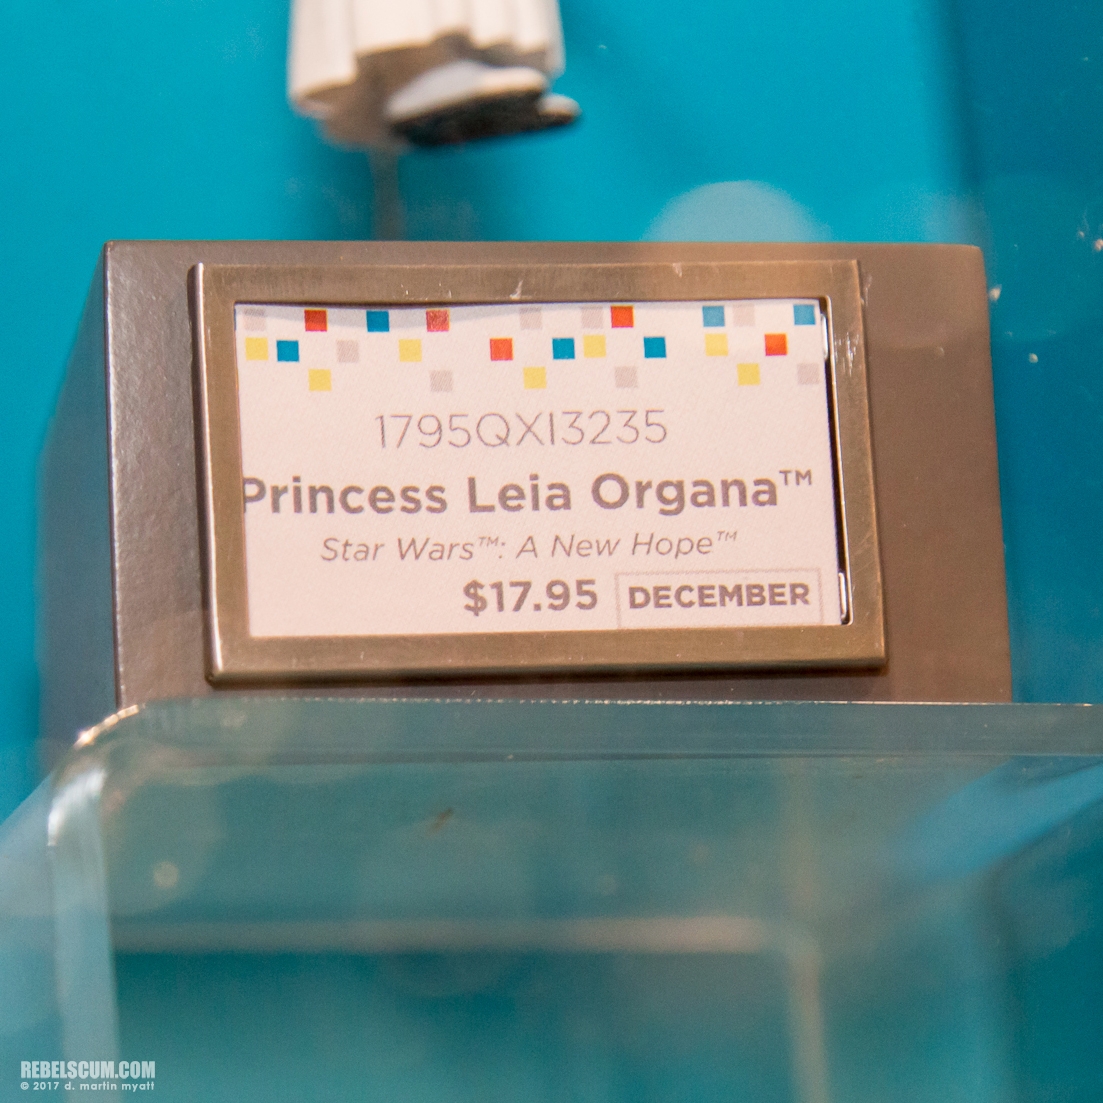 1795QXI3235
Princess Leia Organa™
Star Wars™: A New Hope™
$17.95 DECEMBER
REBELSCUM.COM
© 2017 d. martin myatt